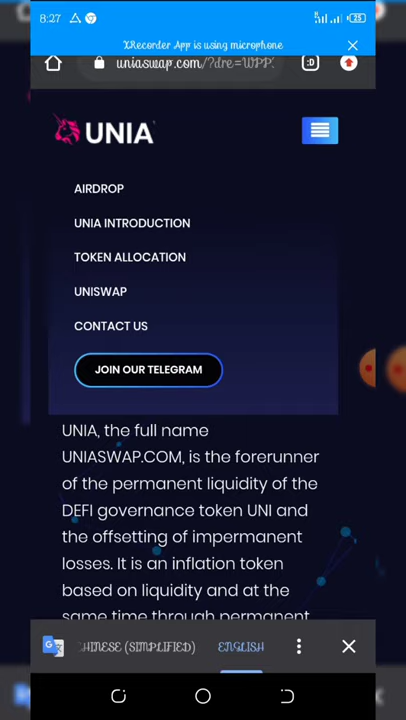 8:27
XRecorder App is using microphone
uniaswap.com/?dre=WPP
:D
UNIA
AIRDROP
UNIA INTRODUCTION
TOKEN ALLOCATION
UNISWAP
CONTACT US
JOIN OUR TELEGRAM
UNIA, the full name
UNIASWAP.COM, is the forerunner
of the permanent liquidity of the
DEFI governance token UNI and
the offsetting of impermanent
losses. It is an inflation token
based on liquidity and at the
same time through permanent
CHINESE (SIMPLIFIED) ENGLISH